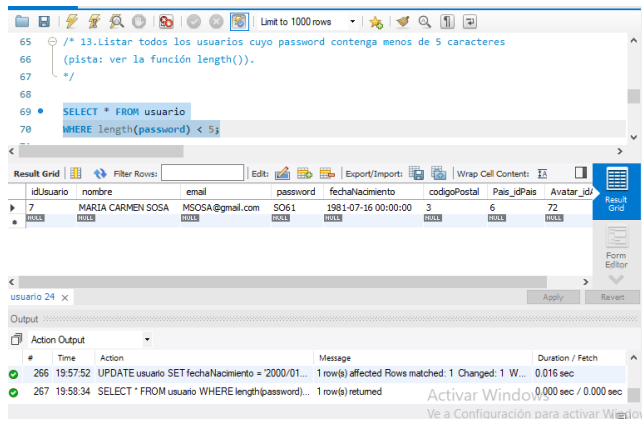 Limit to 1000 rows
65 /* 13.Listar todos los usuarios cuyo password contenga menos de 5 caracteres
66 (pista: ver la función length()).
67 */
68
69 SELECT * FROM usuario
70 WHERE length(password) < 5;
Result Grid Filter Rows: Edit: Export/Import: Wrap Cell Content: IA
idUsuario nombre email password fechaNacimiento codigoPostal Pais_idPais Avatar_idA
7 MARIA CARMEN SOSA MSOSA@gmail.com SO61 1981-07-16 00:00:00 3 6 72
NULL NULL NULL NULL NULL NULL NULL NULL
Result Grid
Form Editor
usuario 24 × Apply Revert
Output
Action Output
# Time Action Message Duration / Fetch
266 19:57:52 UPDATE usuario SET fechaNacimiento = '2000/01... 1 row(s) affected Rows matched: 1 Changed: 1 W... 0.016 sec
267 19:58:34 SELECT * FROM usuario WHERE length(password)... 1 row(s) returned 0.000 sec / 0.000 sec
Activar Windows
Ve a Configuración para activar Windows